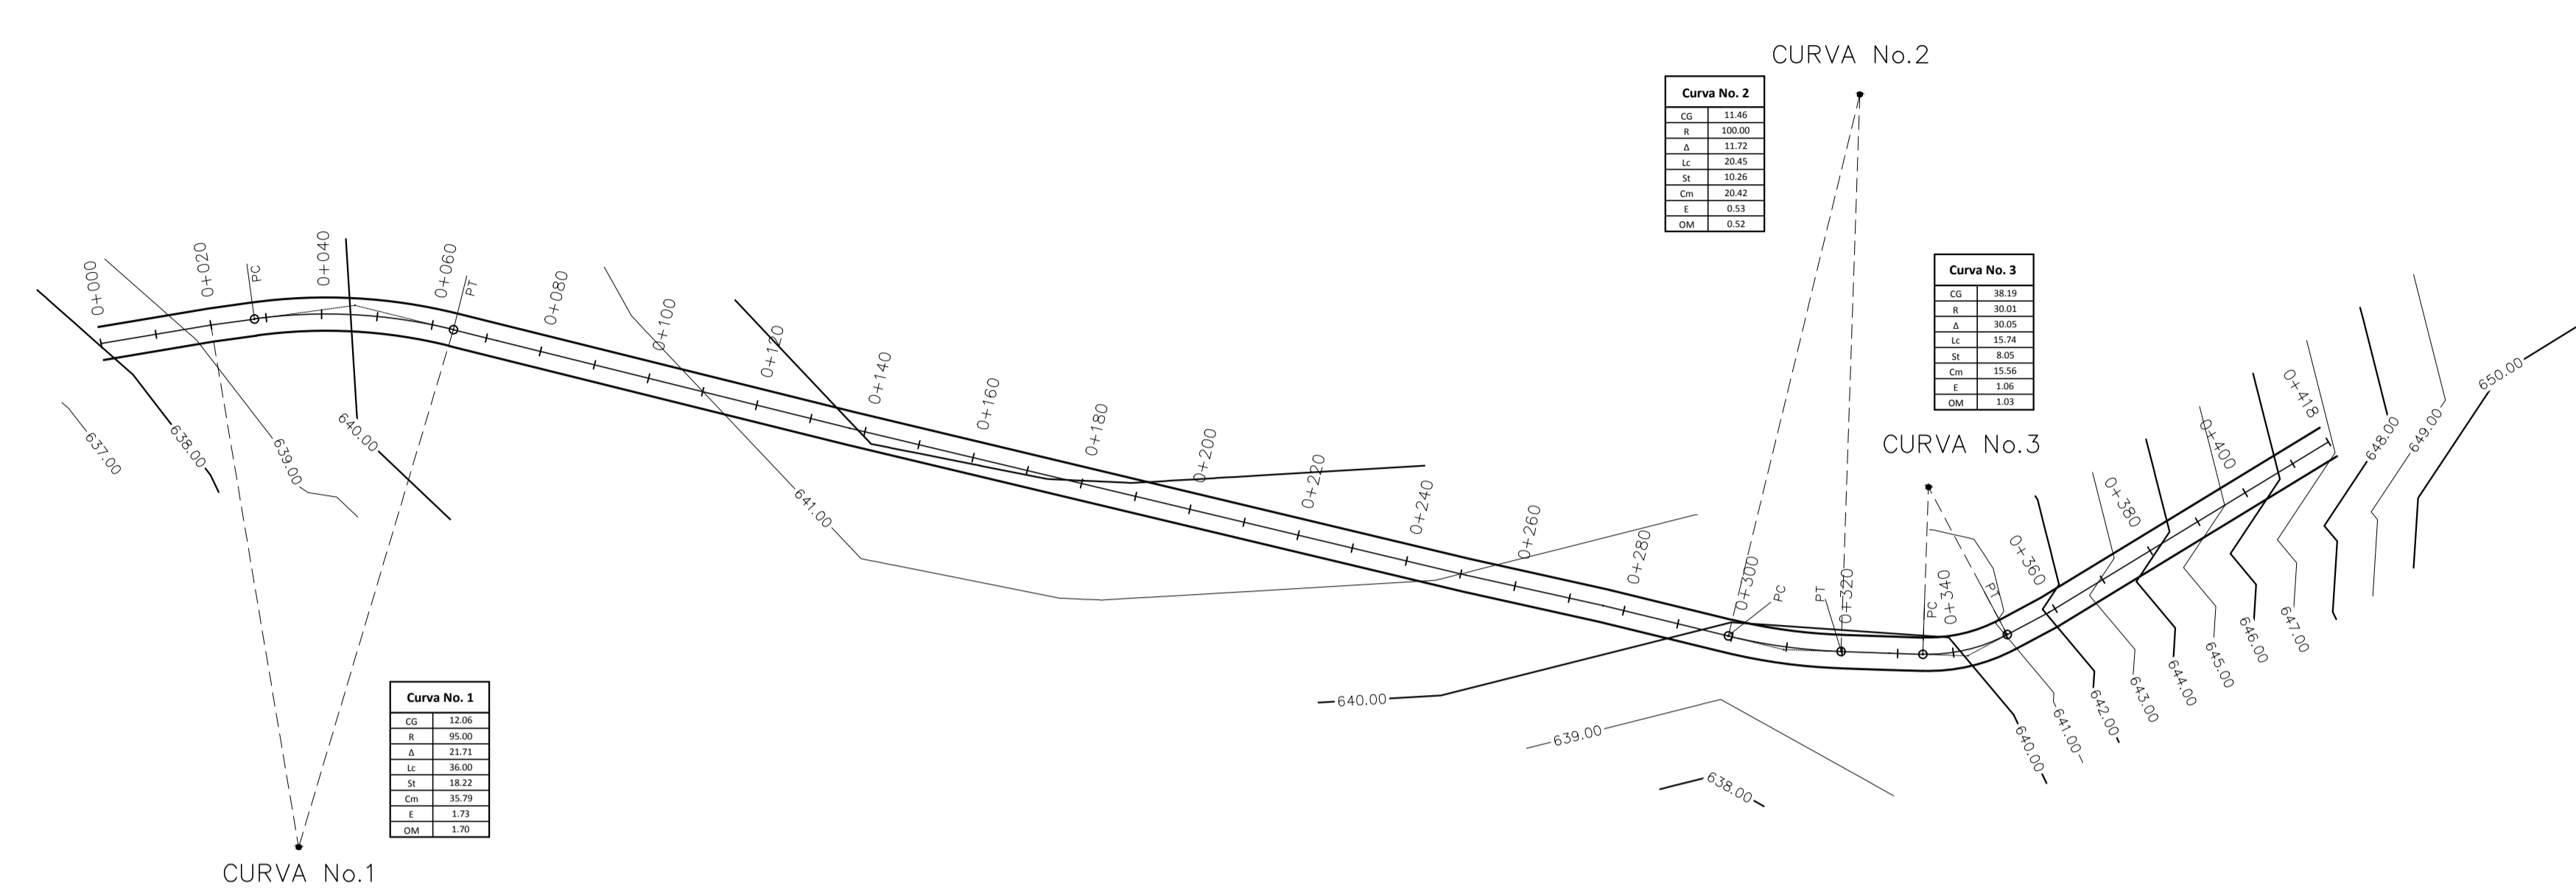 CURVA No.2
Curva No. 2
CG 11.46
R 100.00
Δ 11.72
Lc 20.45
St 10.26
Cm 20.42
E 0.53
OM 0.52
Curva No. 3
CG 38.19
R 30.01
Δ 30.05
Lc 15.74
St 8.05
Cm 15.56
E 1.06
OM 1.03
CURVA No.3
0+000
0+020
PC
0+040
0+060
PT
0+080
0+100
0+120
0+140
0+160
0+180
0+200
0+220
0+240
0+260
0+280
0+300
PC
PT
0+320
PC
0+340
PT
0+360
0+380
0+400
0+418
637.00
638.00
639.00
640.00
641.00
640.00
639.00
638.00
640.00
641.00
642.00
643.00
644.00
645.00
646.00
647.00
648.00
649.00
650.00
Curva No. 1
CG 12.06
R 95.00
Δ 21.71
Lc 36.00
St 18.22
Cm 35.79
E 1.73
OM 1.70
CURVA No.1